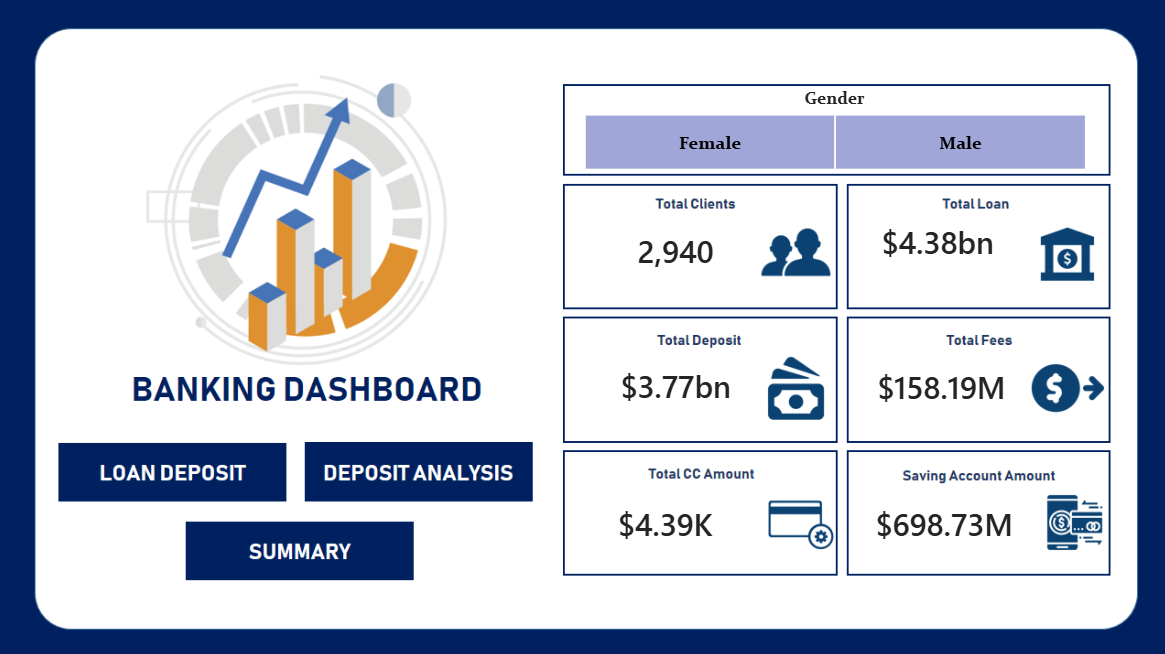 BANKING DASHBOARD
LOAN DEPOSIT
DEPOSIT ANALYSIS
SUMMARY
Gender
Female
Male
Total Clients
2,940
Total Loan
$4.38bn
$
Total Deposit
$3.77bn
Total Fees
$158.19M
$
Total CC Amount
$4.39K
Saving Account Amount
$698.73M
$